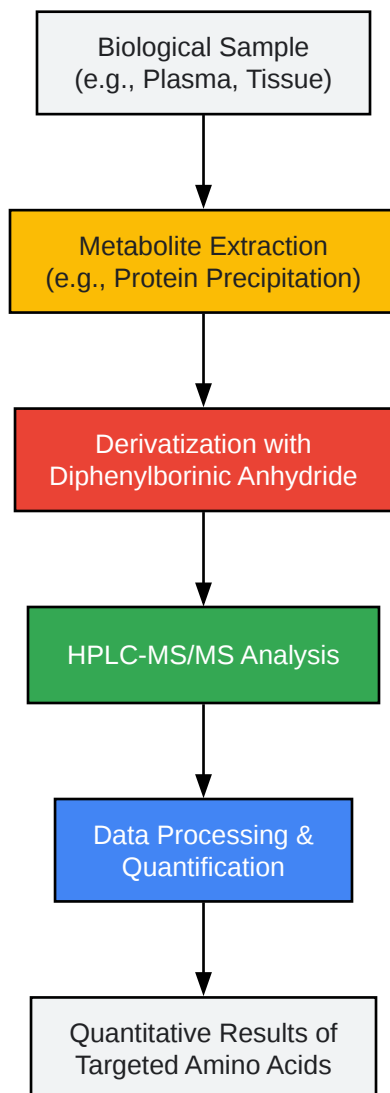 Biological Sample
(e.g., Plasma, Tissue)
Metabolite Extraction
(e.g., Protein Precipitation)
Derivatization with
Diphenylborinic Anhydride
HPLC-MS/MS Analysis
Data Processing &
Quantification
Quantitative Results of
Targeted Amino Acids